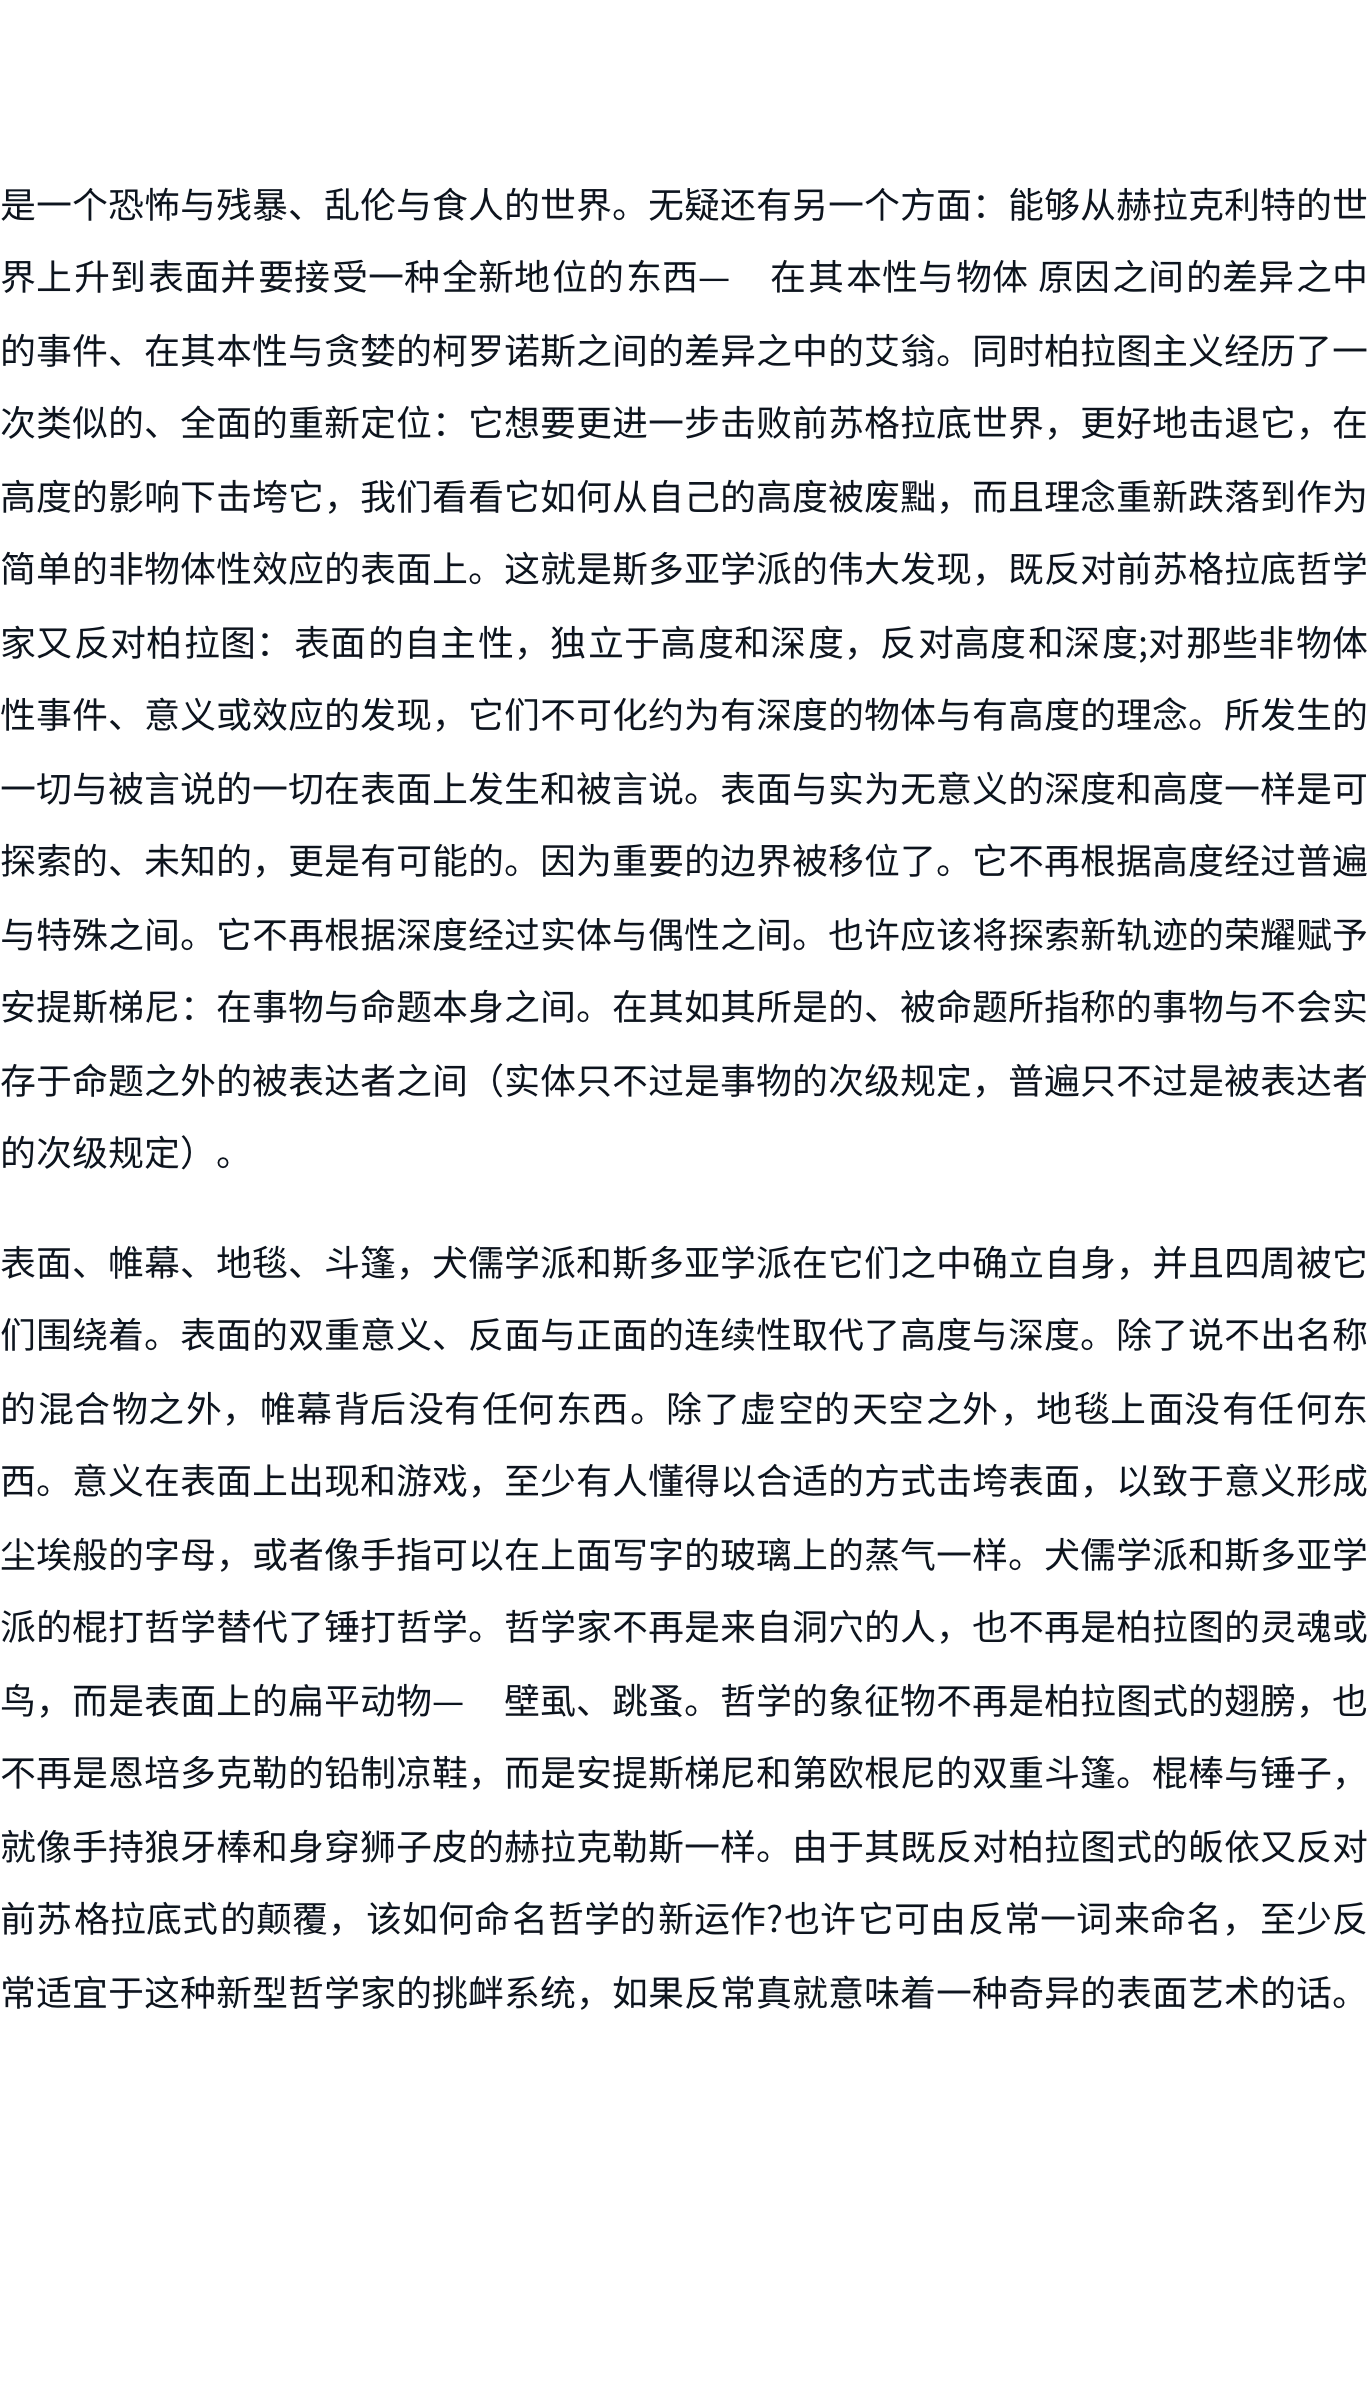 是一个恐怖与残暴、乱伦与食人的世界。无疑还有另一个方面：能够从赫拉克利特的世
界上升到表面并要接受一种全新地位的东西—　在其本性与物体 原因之间的差异之中
的事件、在其本性与贪婪的柯罗诺斯之间的差异之中的艾翁。同时柏拉图主义经历了一
次类似的、全面的重新定位：它想要更进一步击败前苏格拉底世界，更好地击退它，在
高度的影响下击垮它，我们看看它如何从自己的高度被废黜，而且理念重新跌落到作为
简单的非物体性效应的表面上。这就是斯多亚学派的伟大发现，既反对前苏格拉底哲学
家又反对柏拉图：表面的自主性，独立于高度和深度，反对高度和深度;对那些非物体
性事件、意义或效应的发现，它们不可化约为有深度的物体与有高度的理念。所发生的
一切与被言说的一切在表面上发生和被言说。表面与实为无意义的深度和高度一样是可
探索的、未知的，更是有可能的。因为重要的边界被移位了。它不再根据高度经过普遍
与特殊之间。它不再根据深度经过实体与偶性之间。也许应该将探索新轨迹的荣耀赋予
安提斯梯尼：在事物与命题本身之间。在其如其所是的、被命题所指称的事物与不会实
存于命题之外的被表达者之间（实体只不过是事物的次级规定，普遍只不过是被表达者
的次级规定）。
表面、帷幕、地毯、斗篷，犬儒学派和斯多亚学派在它们之中确立自身，并且四周被它
们围绕着。表面的双重意义、反面与正面的连续性取代了高度与深度。除了说不出名称
的混合物之外，帷幕背后没有任何东西。除了虚空的天空之外，地毯上面没有任何东
西。意义在表面上出现和游戏，至少有人懂得以合适的方式击垮表面，以致于意义形成
尘埃般的字母，或者像手指可以在上面写字的玻璃上的蒸气一样。犬儒学派和斯多亚学
派的棍打哲学替代了锤打哲学。哲学家不再是来自洞穴的人，也不再是柏拉图的灵魂或
鸟，而是表面上的扁平动物—　壁虱、跳蚤。哲学的象征物不再是柏拉图式的翅膀，也
不再是恩培多克勒的铅制凉鞋，而是安提斯梯尼和第欧根尼的双重斗篷。棍棒与锤子，
就像手持狼牙棒和身穿狮子皮的赫拉克勒斯一样。由于其既反对柏拉图式的皈依又反对
前苏格拉底式的颠覆，该如何命名哲学的新运作?也许它可由反常一词来命名，至少反
常适宜于这种新型哲学家的挑衅系统，如果反常真就意味着一种奇异的表面艺术的话。